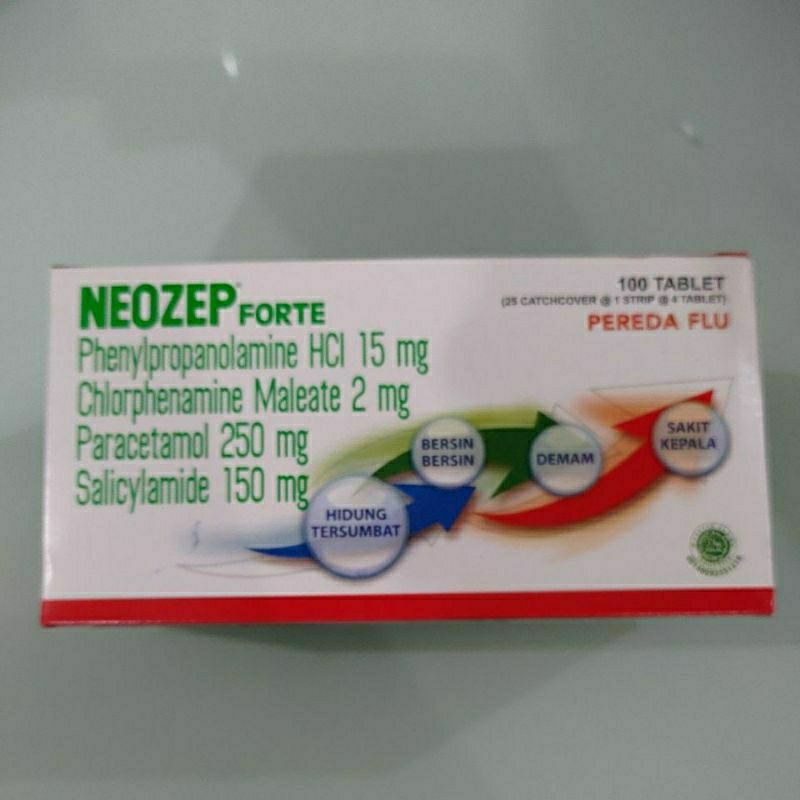 NEOZEP® FORTE
Phenylpropanolamine HCl 15 mg
Chlorphenamine Maleate 2 mg
Paracetamol 250 mg
Salicylamide 150 mg
100 TABLET
(25 CATCHCOVER @ 1 STRIP @ 4 TABLET)
PEREDA FLU
HIDUNG
TERSUMBAT
BERSIN
BERSIN
DEMAM
SAKIT
KEPALA